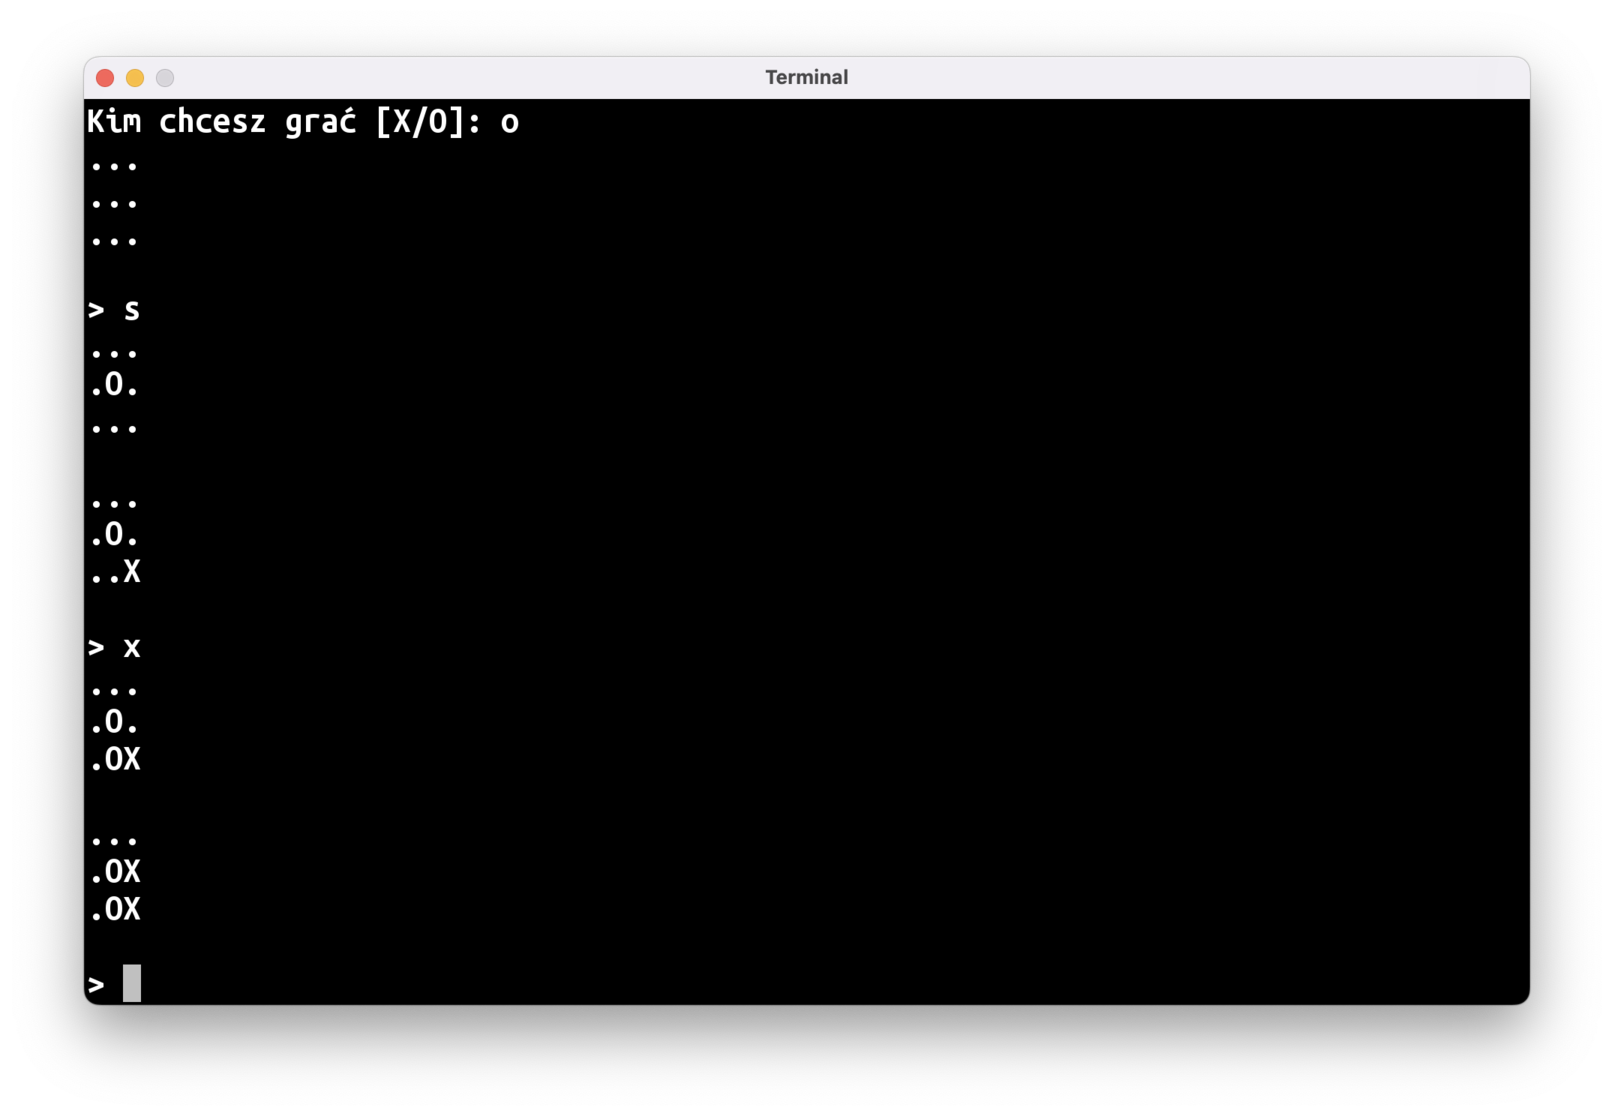 Terminal
Kim chcesz grać [X/O]: o
...
...
...
> s
...
.O.
...
...
.O.
..X
> x
...
.O.
.OX
...
.OX
.OX
>